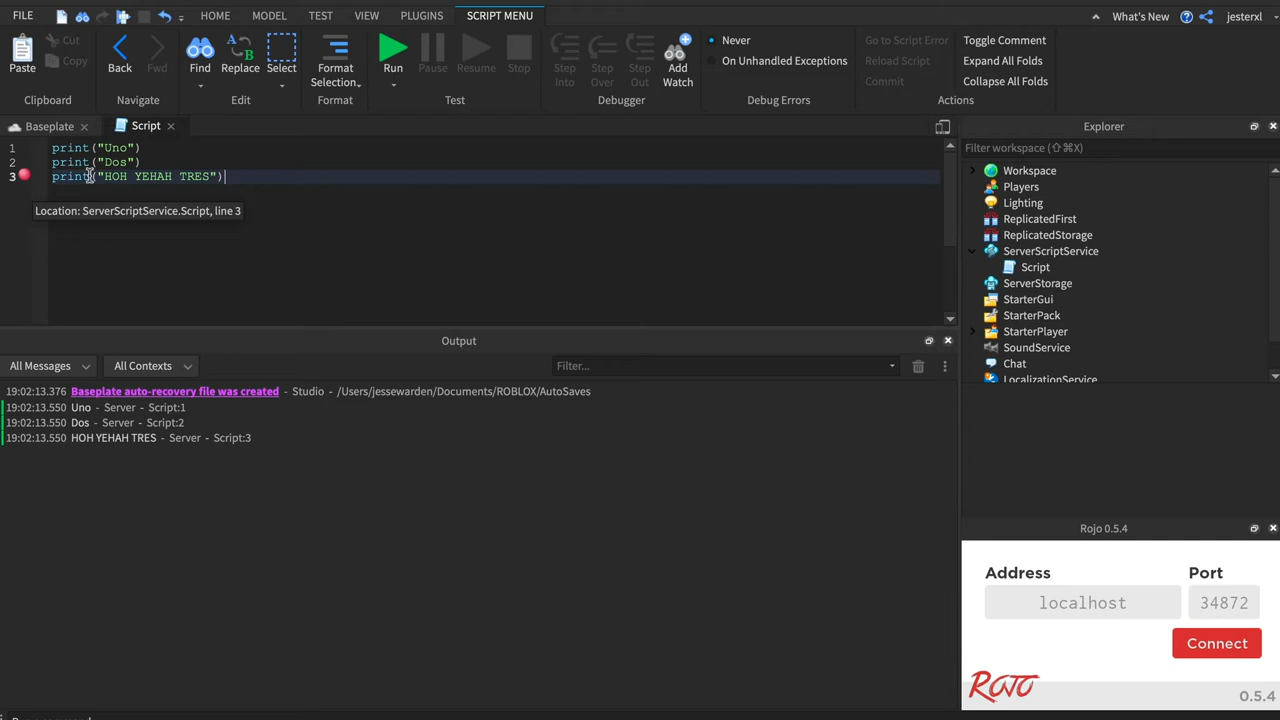 FILE HOME MODEL TEST VIEW PLUGINS SCRIPT MENU What's New jesterxl
Cut Never Go to Script Error Toggle Comment
Copy On Unhandled Exceptions Reload Script Expand All Folds
Paste Back Fwd Find Replace Select Format Selection Run Pause Resume Stop Step Into Step Over Step Out Add Watch Commit Collapse All Folds
Clipboard Navigate Edit Format Test Debugger Debug Errors Actions
Baseplate Script Explorer
1 print("Uno")
2 print("Dos")
3 print("HOH YEHAH TRES")
Location: ServerScriptService.Script, line 3
Filter workspace (⇧⌘X)
Workspace
Players
Lighting
ReplicatedFirst
ReplicatedStorage
ServerScriptService
Script
ServerStorage
StarterGui
StarterPack
StarterPlayer
SoundService
Chat
LocalizationService
Output
All Messages All Contexts Filter...
19:02:13.376 Baseplate auto-recovery file was created - Studio - /Users/jessewarden/Documents/ROBLOX/AutoSaves
19:02:13.550 Uno - Server - Script:1
19:02:13.550 Dos - Server - Script:2
19:02:13.550 HOH YEHAH TRES - Server - Script:3
Rojo 0.5.4
Address Port
localhost 34872
Connect
ROJO 0.5.4